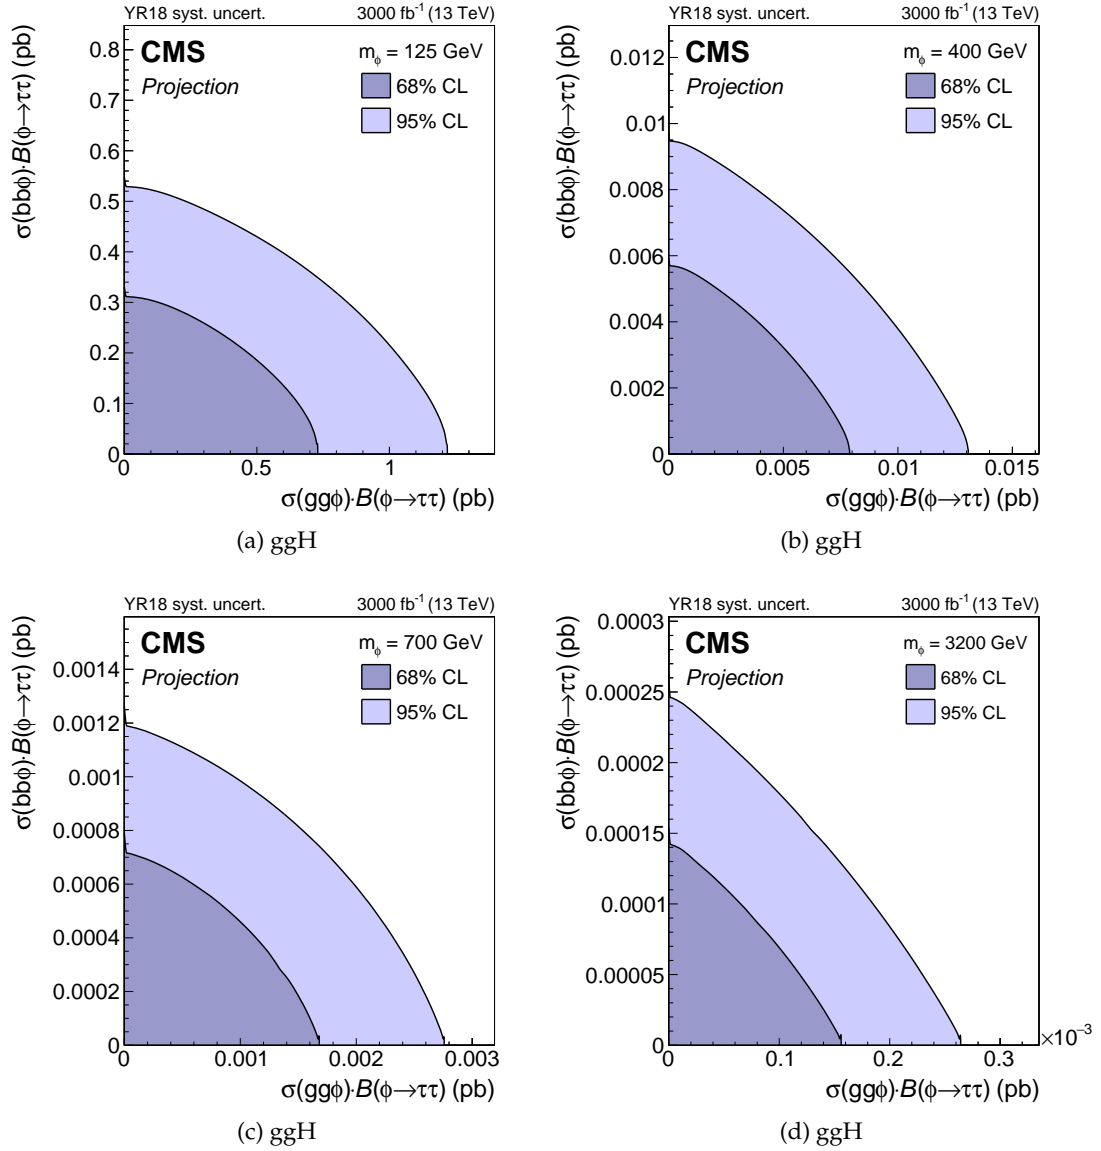 YR18 syst. uncert. 3000 fb⁻¹ (13 TeV)
CMS
Projection
m_ϕ = 125 GeV
68% CL
95% CL
σ(bbϕ)·B(ϕ→ττ) (pb)
0.8
0.7
0.6
0.5
0.4
0.3
0.2
0.1
0
0 0.5 1
σ(ggϕ)·B(ϕ→ττ) (pb)
(a) ggH
YR18 syst. uncert. 3000 fb⁻¹ (13 TeV)
CMS
Projection
m_ϕ = 400 GeV
68% CL
95% CL
σ(bbϕ)·B(ϕ→ττ) (pb)
0.012
0.01
0.008
0.006
0.004
0.002
0
0 0.005 0.01 0.015
σ(ggϕ)·B(ϕ→ττ) (pb)
(b) ggH
YR18 syst. uncert. 3000 fb⁻¹ (13 TeV)
CMS
Projection
m_ϕ = 700 GeV
68% CL
95% CL
σ(bbϕ)·B(ϕ→ττ) (pb)
0.0014
0.0012
0.001
0.0008
0.0006
0.0004
0.0002
0
0 0.001 0.002 0.003
σ(ggϕ)·B(ϕ→ττ) (pb)
(c) ggH
YR18 syst. uncert. 3000 fb⁻¹ (13 TeV)
CMS
Projection
m_ϕ = 3200 GeV
68% CL
95% CL
σ(bbϕ)·B(ϕ→ττ) (pb)
0.0003
0.00025
0.0002
0.00015
0.0001
0.00005
0
0 0.1 0.2 0.3
×10⁻³
σ(ggϕ)·B(ϕ→ττ) (pb)
(d) ggH